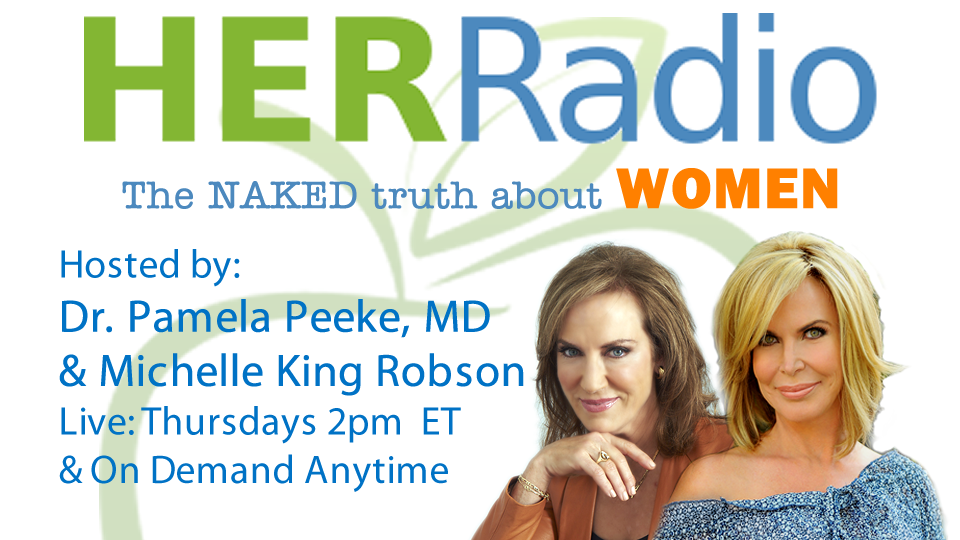 HERRadio
The NAKED truth about WOMEN
Hosted by:
Dr. Pamela Peeke, MD
& Michelle King Robson
Live: Thursdays 2pm ET
& On Demand Anytime